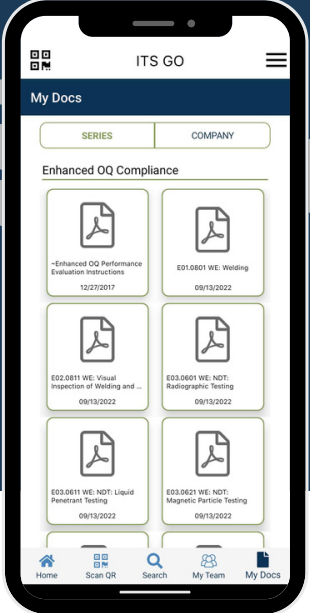 ITS GO
My Docs
SERIES
COMPANY
Enhanced OQ Compliance
~Enhanced OQ Performance
Evaluation Instructions
12/27/2017
E01.0801 WE: Welding
09/13/2022
E02.0811 WE: Visual
Inspection of Welding and ...
09/13/2022
E03.0601 WE: NDT:
Radiographic Testing
09/13/2022
E03.0611 WE: NDT: Liquid
Penetrant Testing
09/13/2022
E03.0621 WE: NDT:
Magnetic Particle Testing
09/13/2022
Home
Scan QR
Search
My Team
My Docs